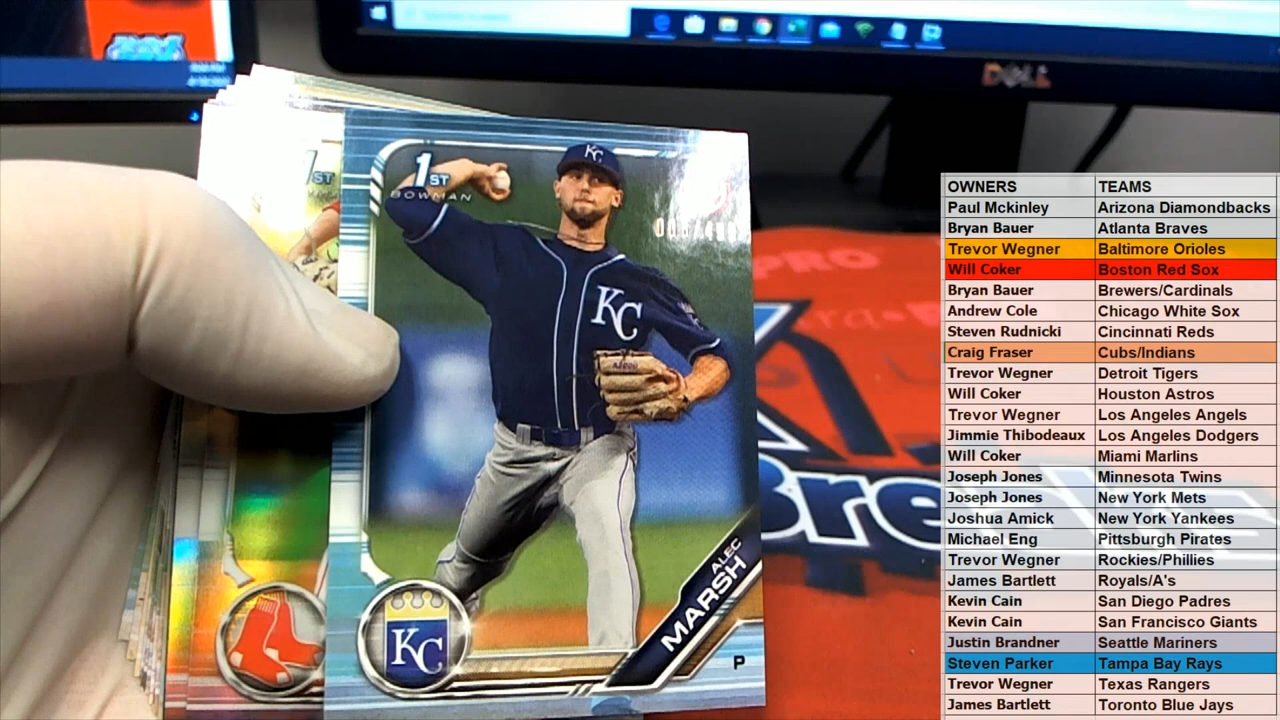 DELL
1ST
BOWMAN
1ST
KC
KC
A2000
ALEC
MARSH
KC
P
PRO
Bre
OWNERS TEAMS
Paul Mckinley Arizona Diamondbacks
Bryan Bauer Atlanta Braves
Trevor Wegner Baltimore Orioles
Will Coker Boston Red Sox
Bryan Bauer Brewers/Cardinals
Andrew Cole Chicago White Sox
Steven Rudnicki Cincinnati Reds
Craig Fraser Cubs/Indians
Trevor Wegner Detroit Tigers
Will Coker Houston Astros
Trevor Wegner Los Angeles Angels
Jimmie Thibodeaux Los Angeles Dodgers
Will Coker Miami Marlins
Joseph Jones Minnesota Twins
Joseph Jones New York Mets
Joshua Amick New York Yankees
Michael Eng Pittsburgh Pirates
Trevor Wegner Rockies/Phillies
James Bartlett Royals/A's
Kevin Cain San Diego Padres
Kevin Cain San Francisco Giants
Justin Brandner Seattle Mariners
Steven Parker Tampa Bay Rays
Trevor Wegner Texas Rangers
James Bartlett Toronto Blue Jays